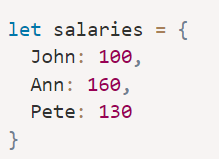 let salaries = {
  John: 100,
  Ann: 160,
  Pete: 130
}